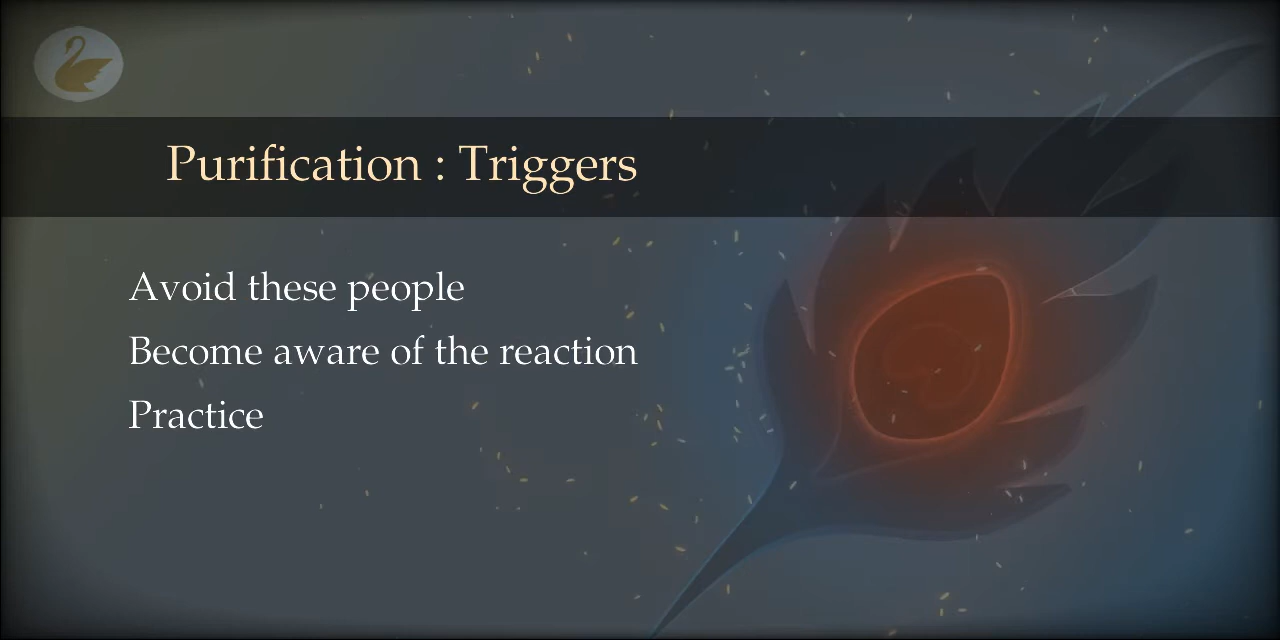 Purification : Triggers
Avoid these people
Become aware of the reaction
Practice